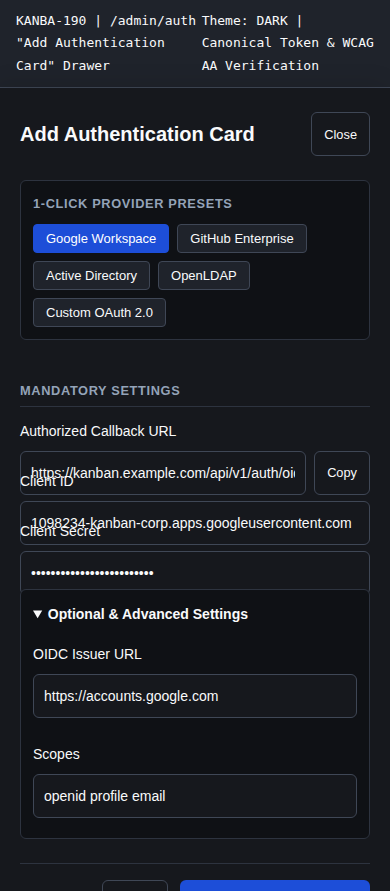 KANBA-190 | /admin/auth
"Add Authentication
Card" Drawer
Theme: DARK |
Canonical Token & WCAG
AA Verification
Add Authentication Card
Close
1-CLICK PROVIDER PRESETS
Google Workspace
GitHub Enterprise
Active Directory
OpenLDAP
Custom OAuth 2.0
MANDATORY SETTINGS
Authorized Callback URL
https://kanban.example.com/api/v1/auth/oi
Copy
Client ID
1098234-kanban-corp.apps.googleusercontent.com
Client Secret
•••••••••••••••••••••••••
▼ Optional & Advanced Settings
OIDC Issuer URL
https://accounts.google.com
Scopes
openid profile email